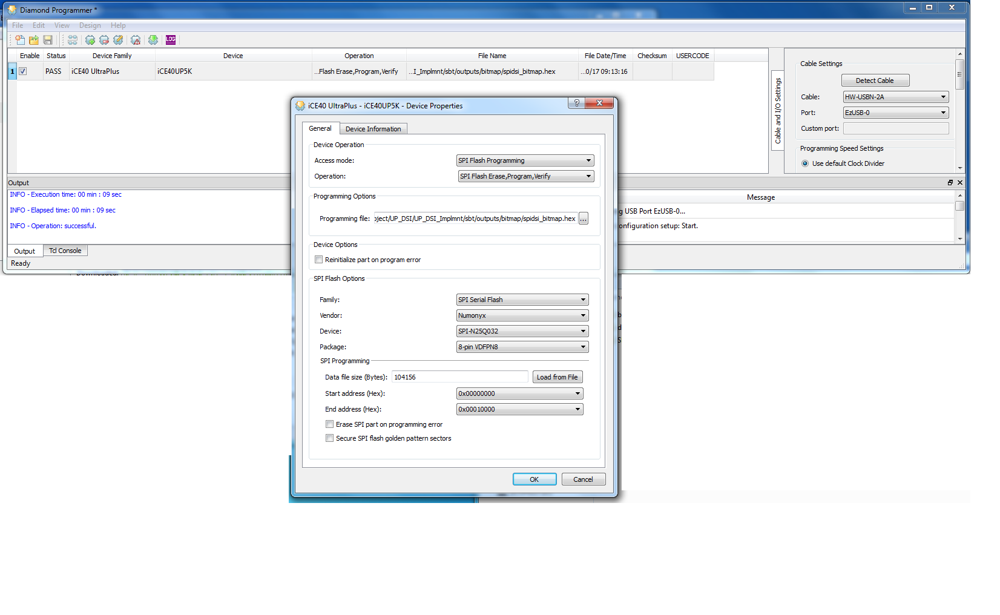 Diamond Programmer *
File Edit View Design Help
LOG
Enable Status Device Family Device Operation File Name File Date/Time Checksum USERCODE
1 PASS iCE40 UltraPlus iCE40UP5K ...Flash Erase,Program,Verify ...I_Implmnt/sbt/outputs/bitmap/spidsi_bitmap.hex ...0/17 09:13:16
Cable and I/O Settings
Cable Settings
Detect Cable
Cable: HW-USBN-2A
Port: EzUSB-0
Custom port:
Programming Speed Settings
Use default Clock Divider
Output
INFO - Execution time: 00 min : 09 sec
INFO - Elapsed time: 00 min : 09 sec
INFO - Operation: successful.
Output Tcl Console
Ready
Message
g USB Port EzUSB-0...
onfiguration setup: Start.
iCE40 UltraPlus - iCE40UP5K - Device Properties
General Device Information
Device Operation
Access mode: SPI Flash Programming
Operation: SPI Flash Erase,Program,Verify
Programming Options
Programming file: oject/UP_DSI/UP_DSI_Implmnt/sbt/outputs/bitmap/spidsi_bitmap.hex ...
Device Options
Reinitialize part on program error
SPI Flash Options
Family: SPI Serial Flash
Vendor: Numonyx
Device: SPI-N25Q032
Package: 8-pin VDFPN8
SPI Programming
Data file size (Bytes): 104156 Load from File
Start address (Hex): 0x00000000
End address (Hex): 0x00010000
Erase SPI part on programming error
Secure SPI flash golden pattern sectors
OK Cancel